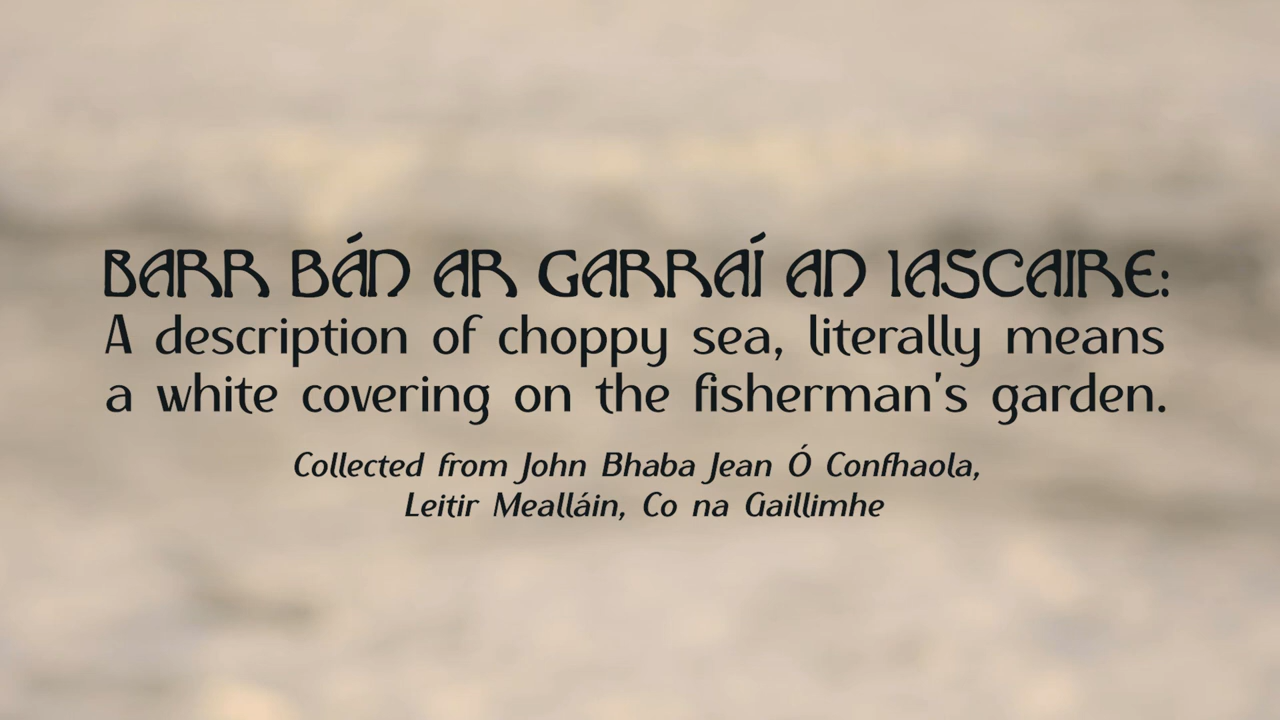 BARR BÁN AR GARRAÍ AN IASCAIRE:
A description of choppy sea, literally means
a white covering on the fisherman's garden.
Collected from John Bhaba Jean Ó Confhaola,
Leitir Mealláin, Co na Gaillimhe